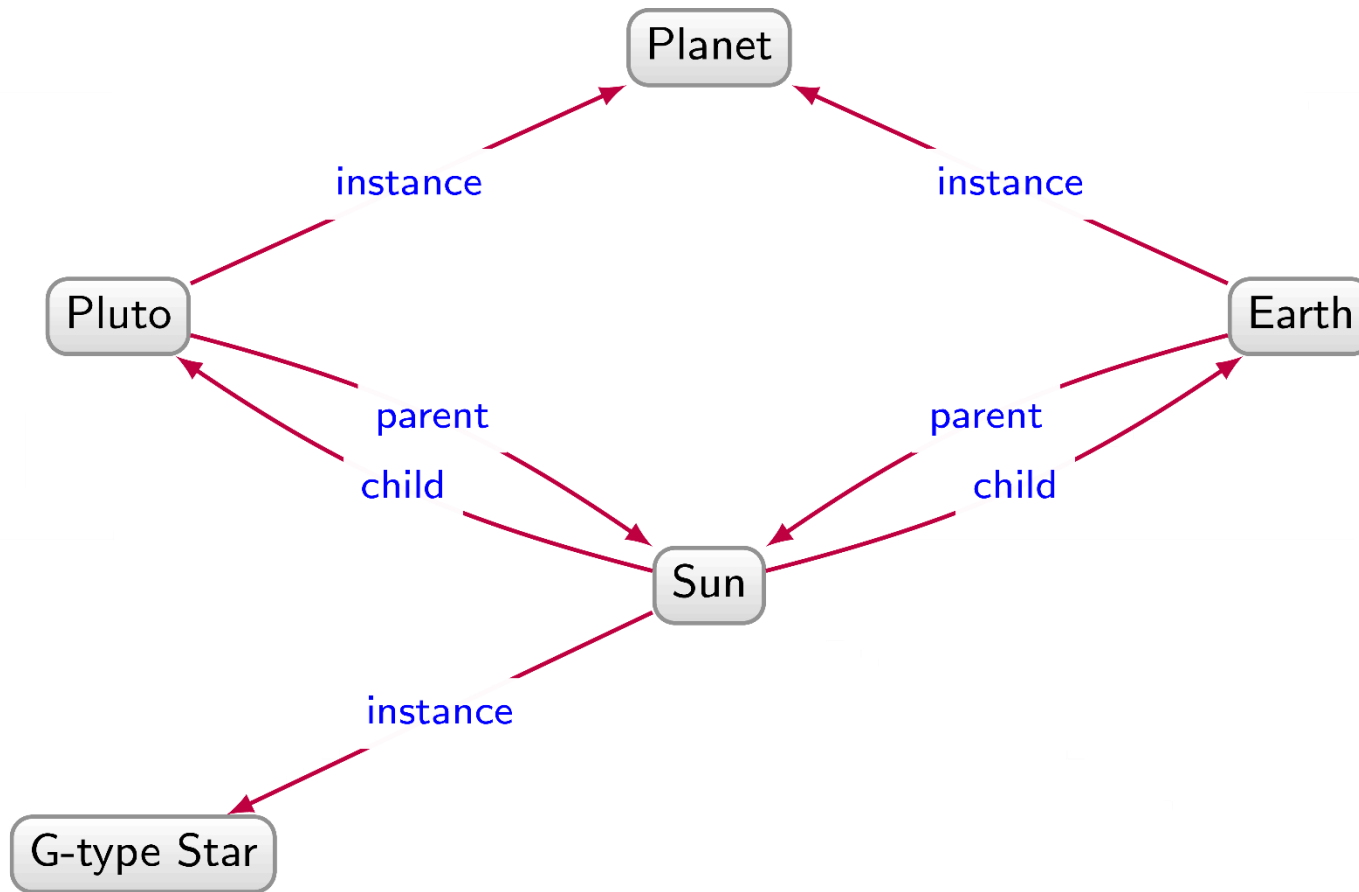 Planet
instance
instance
Pluto
Earth
parent
parent
child
child
Sun
instance
G-type Star